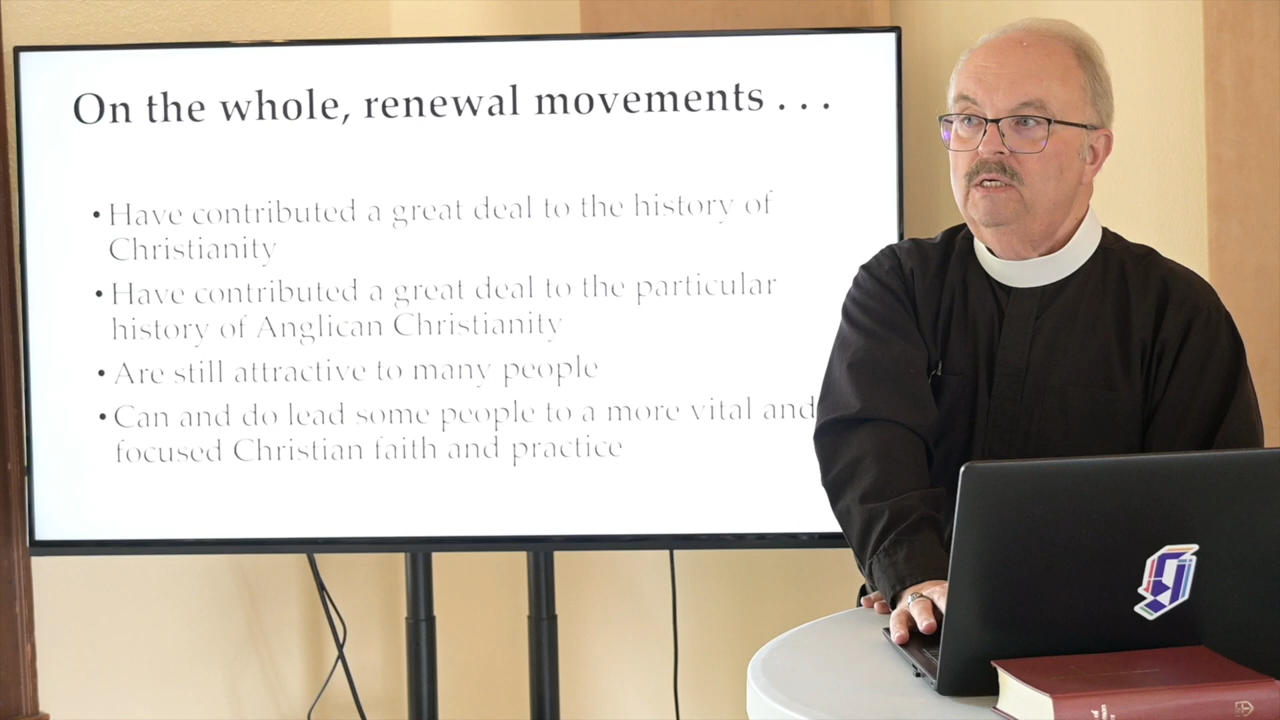 On the whole, renewal movements . . .
• Have contributed a great deal to the history of
Christianity
• Have contributed a great deal to the particular
history of Anglican Christianity
• Are still attractive to many people
• Can and do lead some people to a more vital and
focused Christian faith and practice